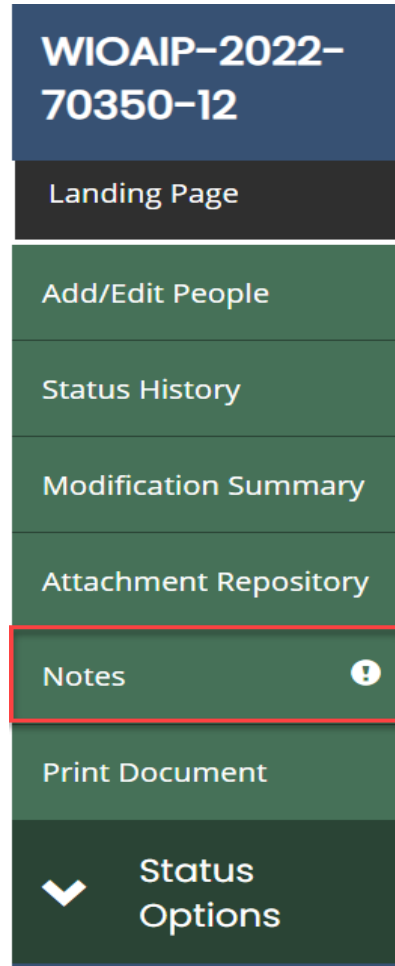 WIOAIP-2022-
70350-12
Landing Page
Add/Edit People
Status History
Modification Summary
Attachment Repository
Notes
Print Document
Status
Options